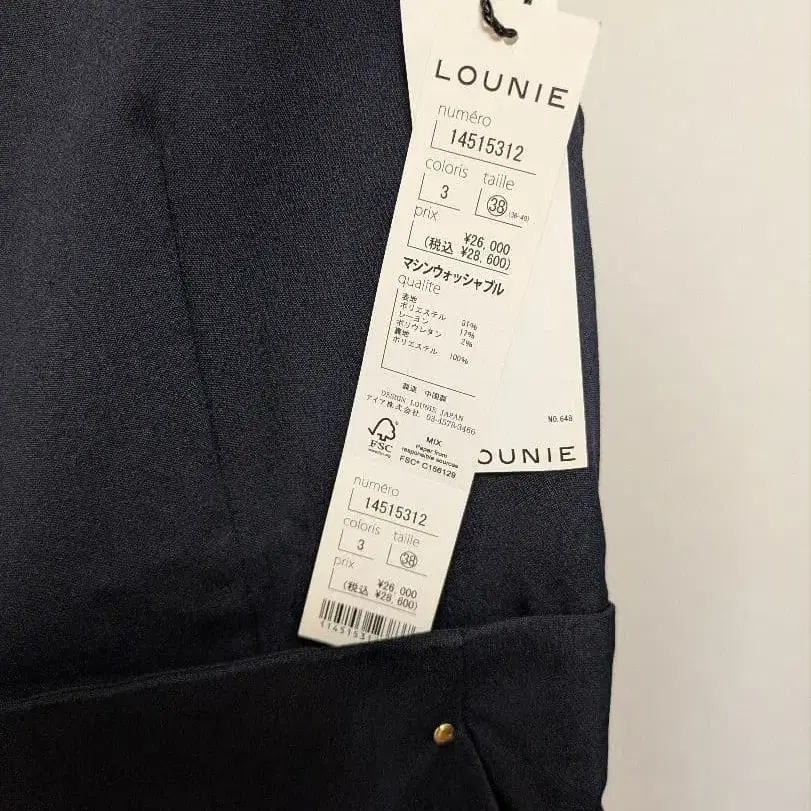 LOUNIE
numéro
14515312
coloris taille
3 38 (36-40)
prix
¥26,000
(税込 ¥28,600)
マシンウォッシャブル
qualite
表地
ポリエステル 81%
レーヨン 17%
ポリウレタン 2%
裏地
ポリエステル 100%
製造 中国製
DESIGN LOUNIE JAPAN
アイア株式会社 03-4578-3466
FSC
MIX
Paper from
responsible sources
FSC® C166129
NO.648
OUNIE
numéro
14515312
coloris taille
3 38
prix
¥26,000
(税込 ¥28,600)